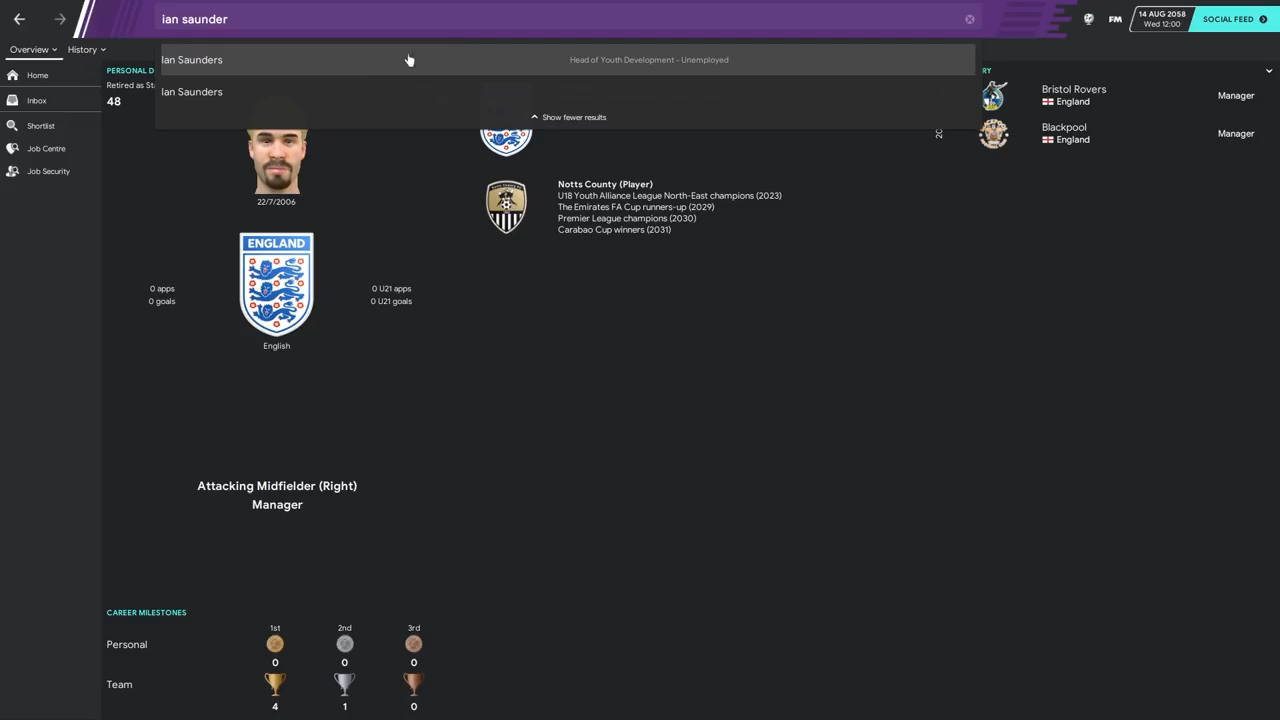 ian saunder
FM
14 AUG 2058
Wed 12:00
SOCIAL FEED
Overview
History
Ian Saunders
Head of Youth Development - Unemployed
Ian Saunders
Show fewer results
Home
Inbox
Shortlist
Job Centre
Job Security
PERSONAL D
Retired as Sta
48
22/7/2006
ENGLAND
0 apps
0 goals
0 U21 apps
0 U21 goals
English
Attacking Midfielder (Right)
Manager
Notts County (Player)
U18 Youth Alliance League North-East champions (2023)
The Emirates FA Cup runners-up (2029)
Premier League champions (2030)
Carabao Cup winners (2031)
RY
Bristol Rovers
England
Manager
Blackpool
England
Manager
CAREER MILESTONES
1st
2nd
3rd
Personal
0
0
0
Team
4
1
0